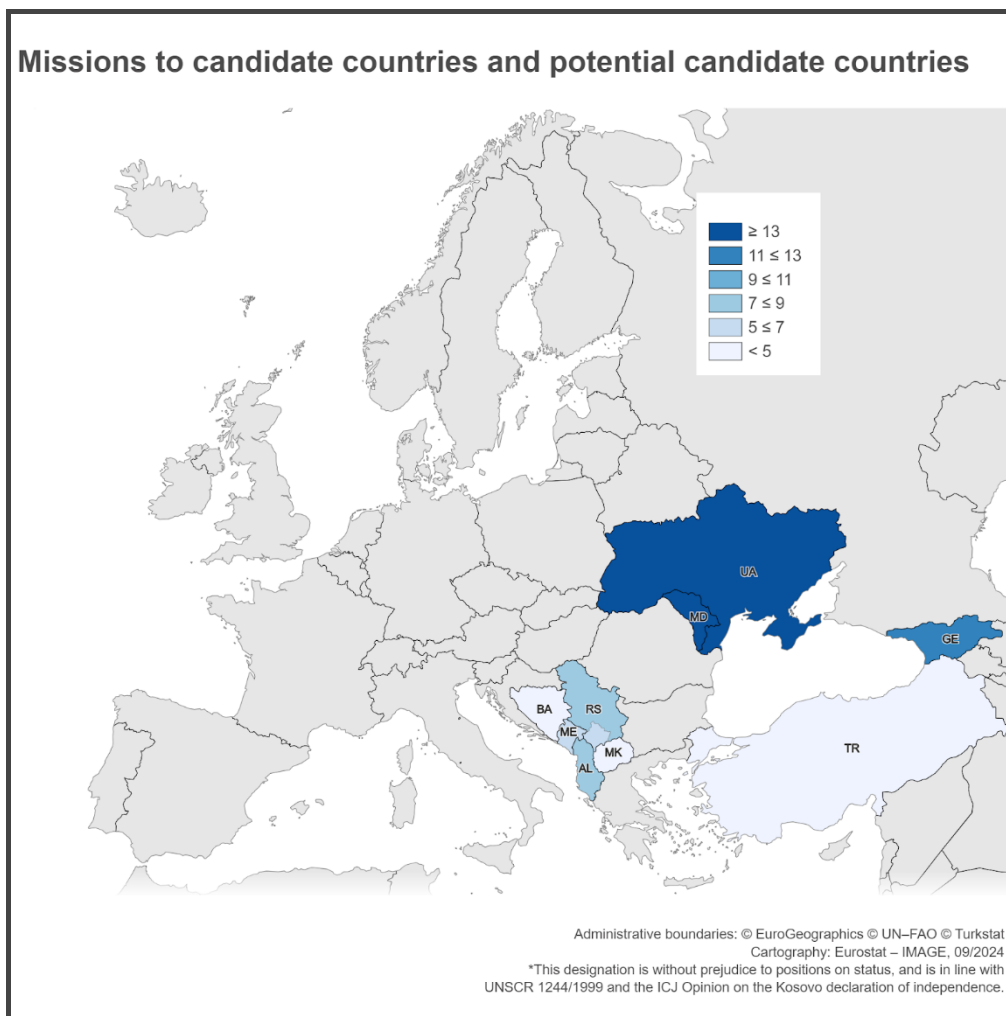 Missions to candidate countries and potential candidate countries
≥ 13
11 ≤ 13
9 ≤ 11
7 ≤ 9
5 ≤ 7
< 5
UA
MD
GE
BA
RS
ME
MK
AL
TR
Administrative boundaries: © EuroGeographics © UN–FAO © Turkstat
Cartography: Eurostat – IMAGE, 09/2024
*This designation is without prejudice to positions on status, and is in line with
UNSCR 1244/1999 and the ICJ Opinion on the Kosovo declaration of independence.